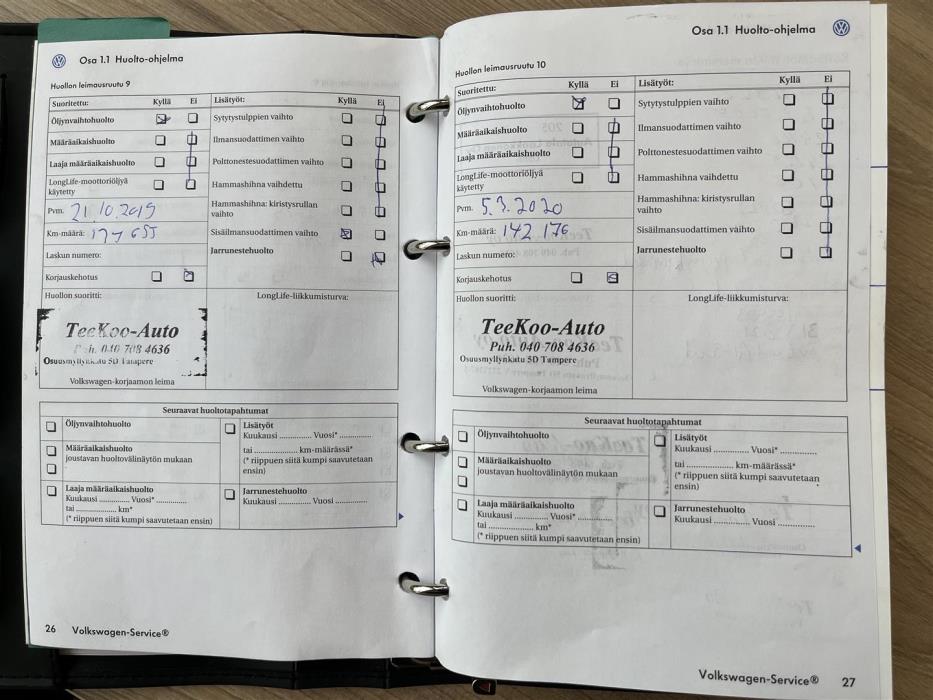 Osa 1.1 Huolto-ohjelma
Huollon leimausruutu 9
Suoritettu: Kyllä Ei Lisätyöt: Kyllä Ei
Öljynvaihtohuolto Sytytystulppien vaihto
Määräaikaishuolto Ilmansuodattimen vaihto
Laaja määräaikaishuolto Polttonestesuodattimen vaihto
LongLife-moottoriöljyä
käytetty
Hammashihna vaihdettu
Pvm. 21.10.2019
Hammashihna: kiristysrullan
vaihto
Km-määrä:
Sisäilmansuodattimen vaihto
Laskun numero:
Jarrunestehuolto
Korjauskehotus
Huollon suoritti: LongLife-liikkumisturva:
TeeKoo-Auto
Puh. 040 708 4636
Osuusmyllynkatu 5D Tampere
Volkswagen-korjaamon leima
Seuraavat huoltotapahtumat
Öljynvaihtohuolto
Määräaikaishuolto
joustavan huoltovälinäytön mukaan
Laaja määräaikaishuolto
Kuukausi ............. Vuosi* .............
tai ................ km*
(* riippuen siitä kumpi saavutetaan ensin)
Lisätyöt
Kuukausi ............. Vuosi* .............
tai .................. km-määrässä*
(* riippuen siitä kumpi saavutetaan
ensin)
Jarrunestehuolto
Kuukausi ............. Vuosi .............
26 Volkswagen-Service®
Osa 1.1 Huolto-ohjelma
Huollon leimausruutu 10
Suoritettu: Kyllä Ei Lisätyöt: Kyllä Ei
Öljynvaihtohuolto Sytytystulppien vaihto
Määräaikaishuolto Ilmansuodattimen vaihto
Laaja määräaikaishuolto Polttonestesuodattimen vaihto
LongLife-moottoriöljyä
käytetty
Hammashihna vaihdettu
Pvm. 5.3.2020
Hammashihna: kiristysrullan
vaihto
Km-määrä: 142 176
Sisäilmansuodattimen vaihto
Laskun numero:
Jarrunestehuolto
Korjauskehotus
Huollon suoritti: LongLife-liikkumisturva:
TeeKoo-Auto
Puh. 040 708 4636
Osuusmyllynkatu 5D Tampere
Volkswagen-korjaamon leima
Seuraavat huoltotapahtumat
Öljynvaihtohuolto
Määräaikaishuolto
joustavan huoltovälinäytön mukaan
Laaja määräaikaishuolto
Kuukausi ............. Vuosi* .............
tai ................ km*
(* riippuen siitä kumpi saavutetaan ensin)
Lisätyöt
Kuukausi ............. Vuosi* .............
tai .................. km-määrässä*
(* riippuen siitä kumpi saavutetaan
ensin)
Jarrunestehuolto
Kuukausi ............. Vuosi .............
Volkswagen-Service® 27